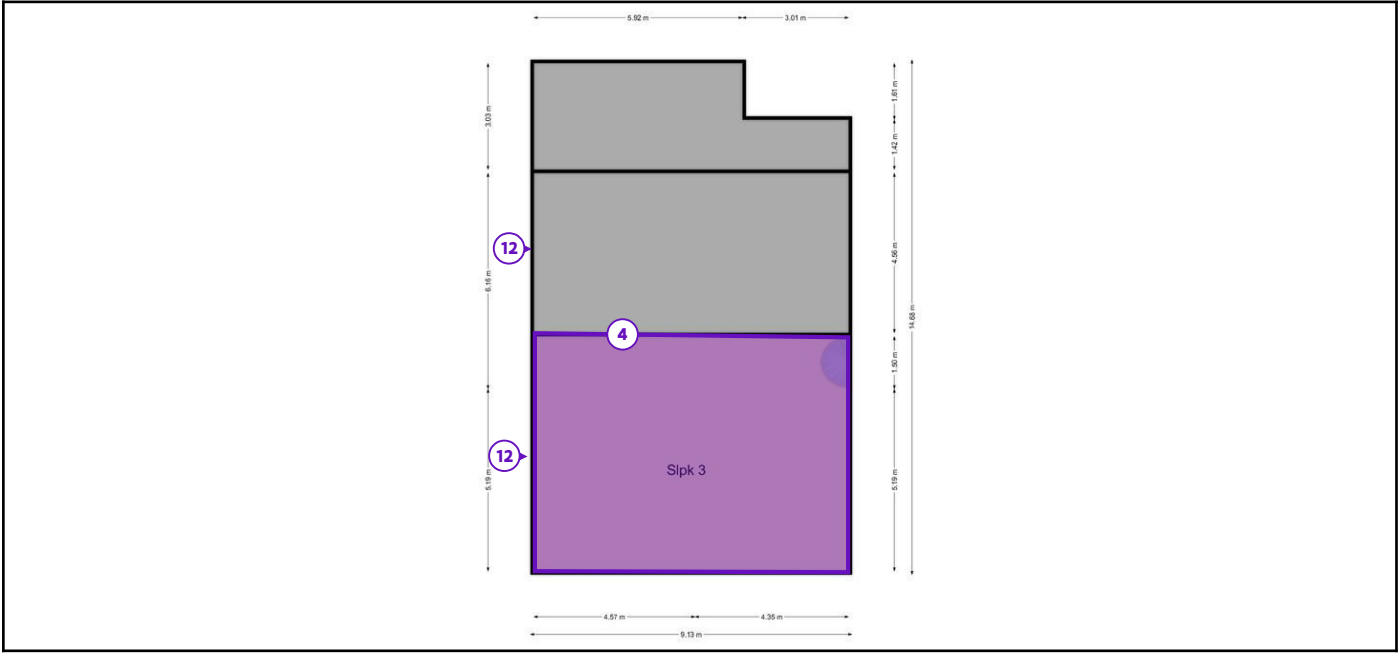 5.92 m
3.01 m
3.03 m
1.61 m
1.42 m
12
6.16 m
4.56 m
14.68 m
4
1.50 m
12
Slpk 3
5.19 m
5.19 m
4.57 m
4.35 m
9.13 m